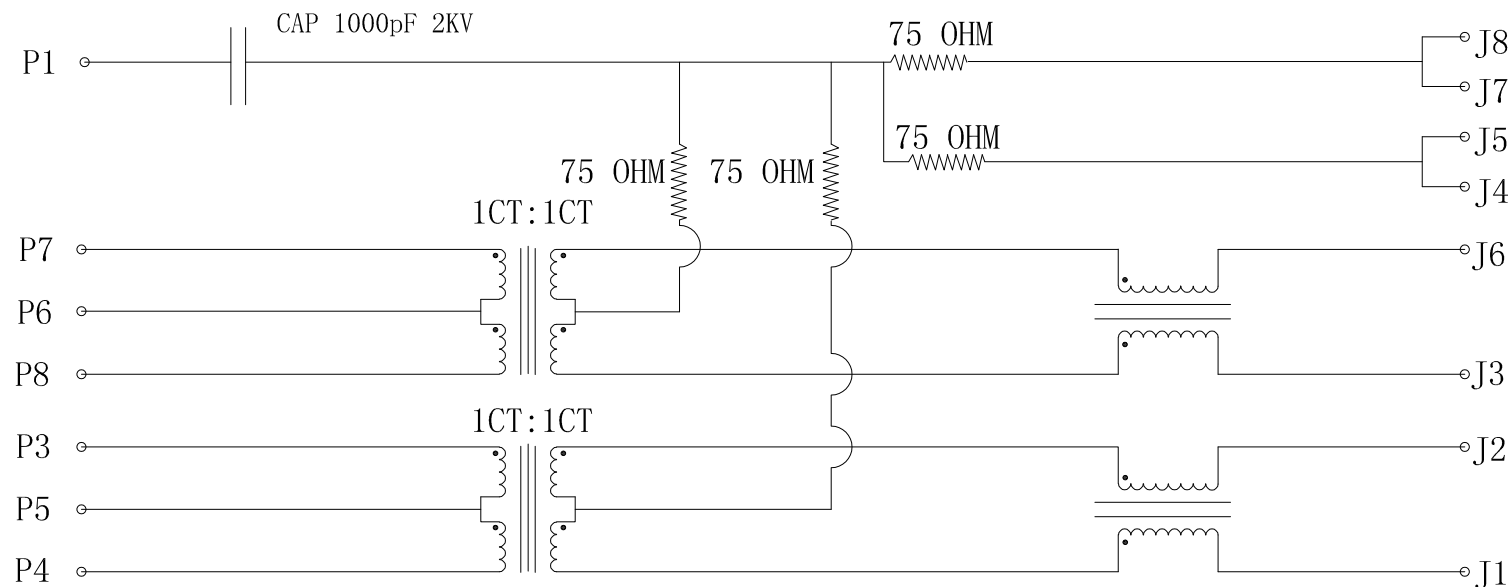 CAP 1000pF 2KV
75 OHM
J8
P1
J7
75 OHM
J5
75 OHM
75 OHM
J4
1CT:1CT
P7
J6
P6
P8
J3
1CT:1CT
P3
J2
P5
P4
J1